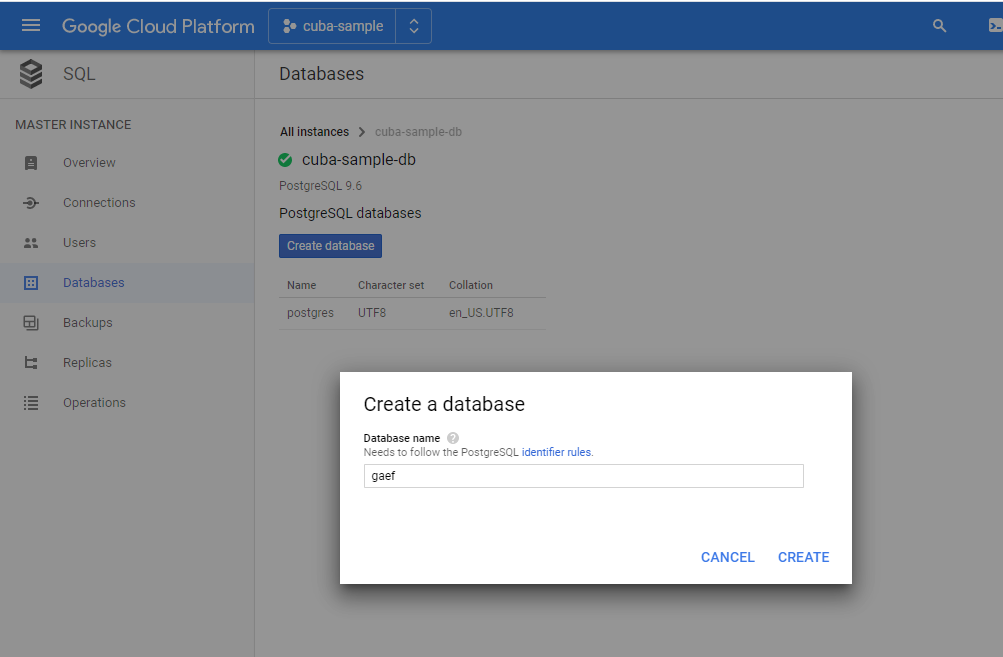 Google Cloud Platform cuba-sample
SQL
Databases
MASTER INSTANCE
Overview
Connections
Users
Databases
Backups
Replicas
Operations
All instances cuba-sample-db
cuba-sample-db
PostgreSQL 9.6
PostgreSQL databases
Create database
Name Character set Collation
postgres UTF8 en_US.UTF8
Create a database
Database name ?
Needs to follow the PostgreSQL identifier rules.
gaef
CANCEL CREATE